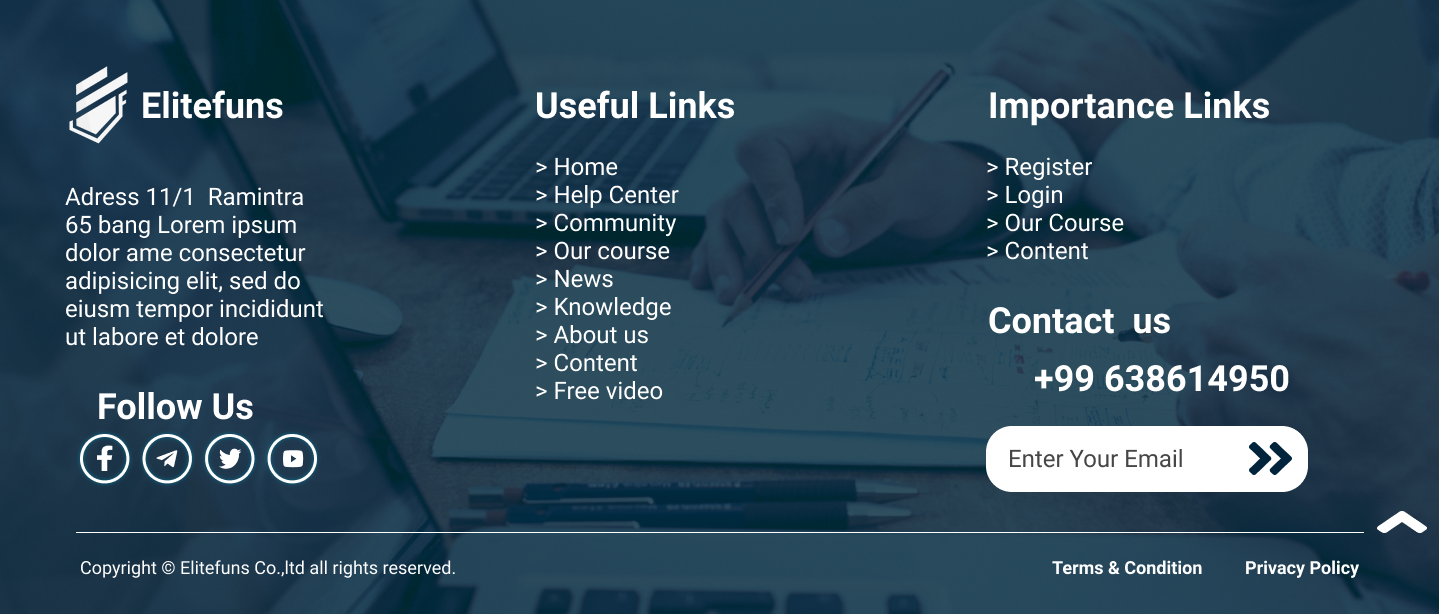 Elitefuns
Adress 11/1  Ramintra
65 bang Lorem ipsum
dolor ame consectetur
adipisicing elit, sed do
eiusm tempor incididunt
ut labore et dolore
Follow Us
Useful Links
> Home
> Help Center
> Community
> Our course
> News
> Knowledge
> About us
> Content
> Free video
Importance Links
> Register
> Login
> Our Course
> Content
Contact  us
+99 638614950
Enter Your Email
Copyright © Elitefuns Co.,ltd all rights reserved.
Terms & Condition
Privacy Policy